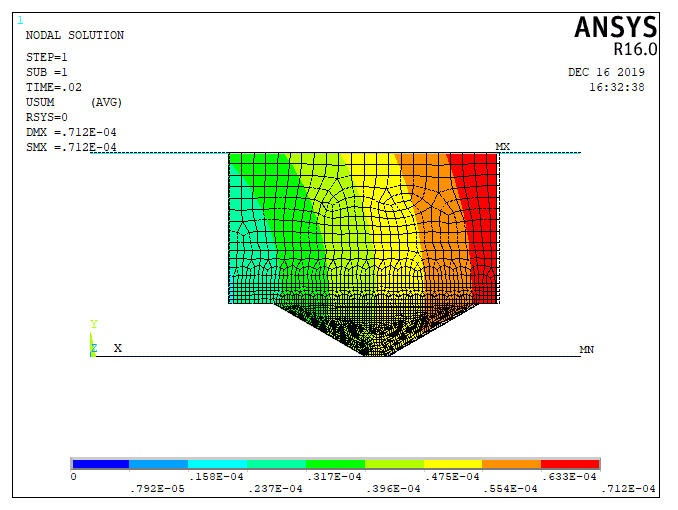 1
NODAL SOLUTION
ANSYS
R16.0
STEP=1
SUB =1
TIME=.02
USUM (AVG)
RSYS=0
DMX =.712E-04
SMX =.712E-04
DEC 16 2019
16:32:38
MX
Y
Z X
MN
0 .158E-04 .317E-04 .475E-04 .633E-04
.792E-05 .237E-04 .396E-04 .554E-04 .712E-04